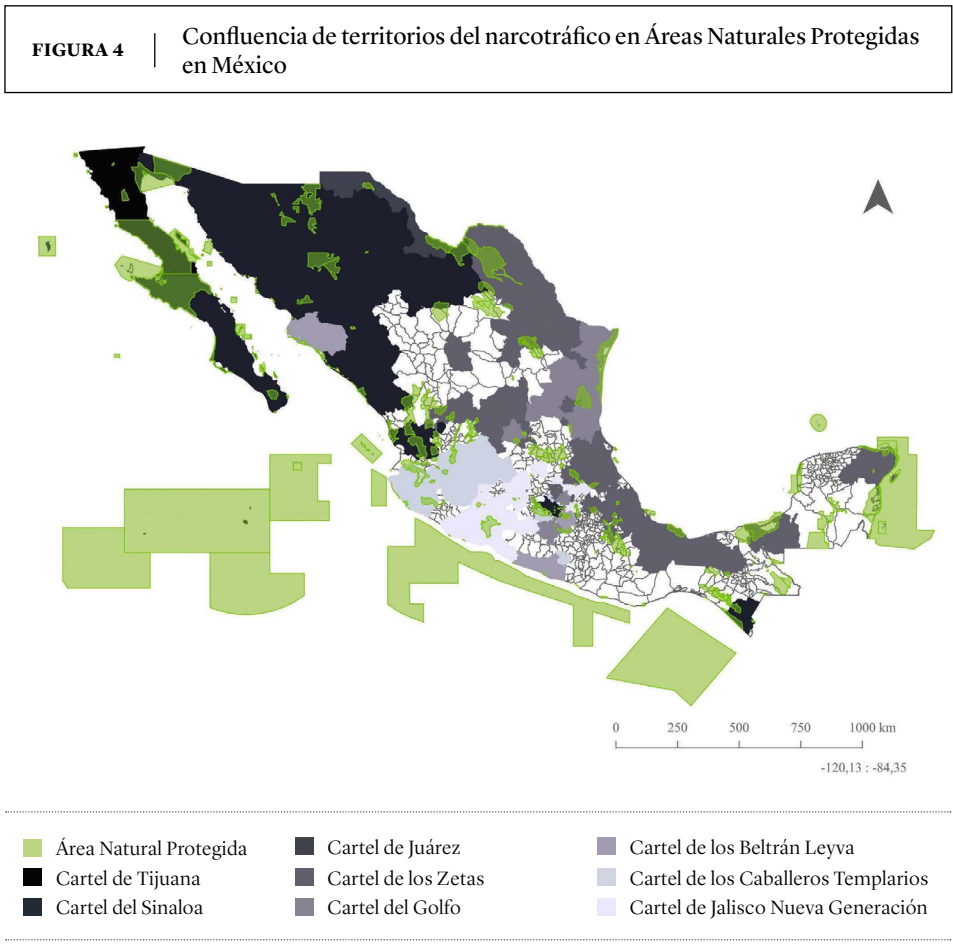 FIGURA 4
Confluencia de territorios del narcotráfico en Áreas Naturales Protegidas
en México
0 250 500 750 1000 km
-120,13 : -84,35
Área Natural Protegida
Cartel de Tijuana
Cartel del Sinaloa
Cartel de Juárez
Cartel de los Zetas
Cartel del Golfo
Cartel de los Beltrán Leyva
Cartel de los Caballeros Templarios
Cartel de Jalisco Nueva Generación